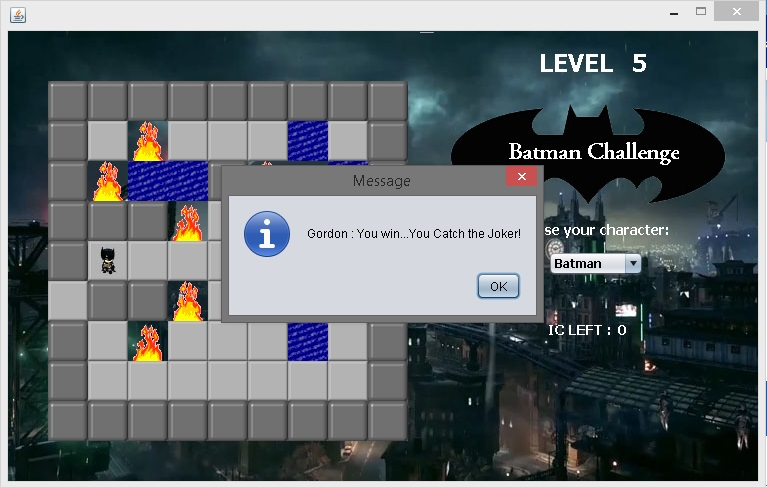 LEVEL 5
Batman Challenge
Message
Gordon : You win...You Catch the Joker!
se your character:
Batman
OK
IC LEFT : 0